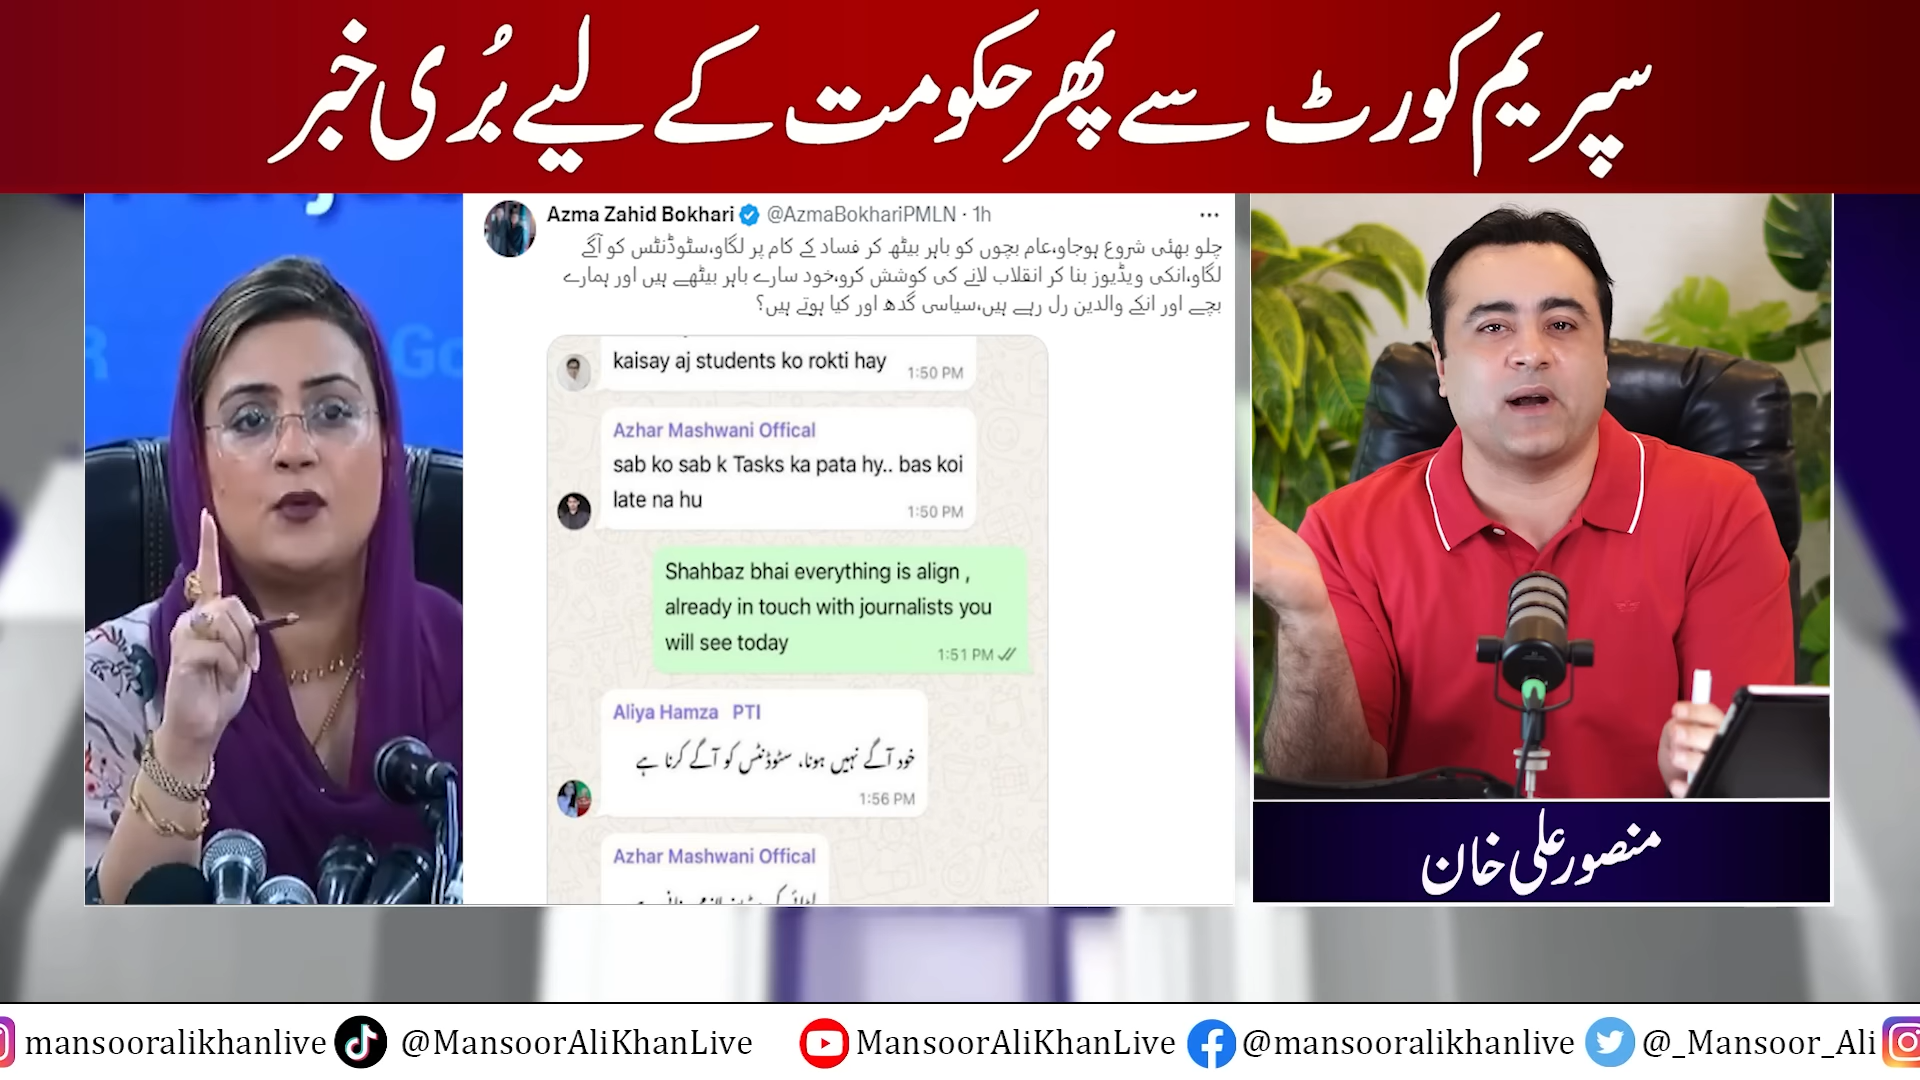 سپریم کورٹ سے پھر حکومت کے لیے بُری خبر
Azma Zahid Bokhari @AzmaBokhariPMLN · 1h
چلو بھئی شروع ہوجاو،عام بچوں کو باہر بیٹھ کر فساد کے کام پر لگاو،سٹوڈنٹس کو آگے
لگاو،انکی ویڈیوز بنا کر انقلاب لانے کی کوشش کرو،خود سارے باہر بیٹھے ہیں اور ہمارے
بچے اور انکے والدین رل رہے ہیں،سیاسی گدھ اور کیا ہوتے ہیں؟
kaisay aj students ko rokti hay
1:50 PM
Azhar Mashwani Offical
sab ko sab k Tasks ka pata hy.. bas koi
late na hu
1:50 PM
Shahbaz bhai everything is align ,
already in touch with journalists you
will see today
1:51 PM
Aliya Hamza PTI
خود آگے نہیں ہونا، سٹوڈنٹس کو آگے کرنا ہے
1:56 PM
Azhar Mashwani Offical
منصور علی خان
mansooralikhanlive @MansoorAliKhanLive MansoorAliKhanLive @mansooralikhanlive @_Mansoor_Ali